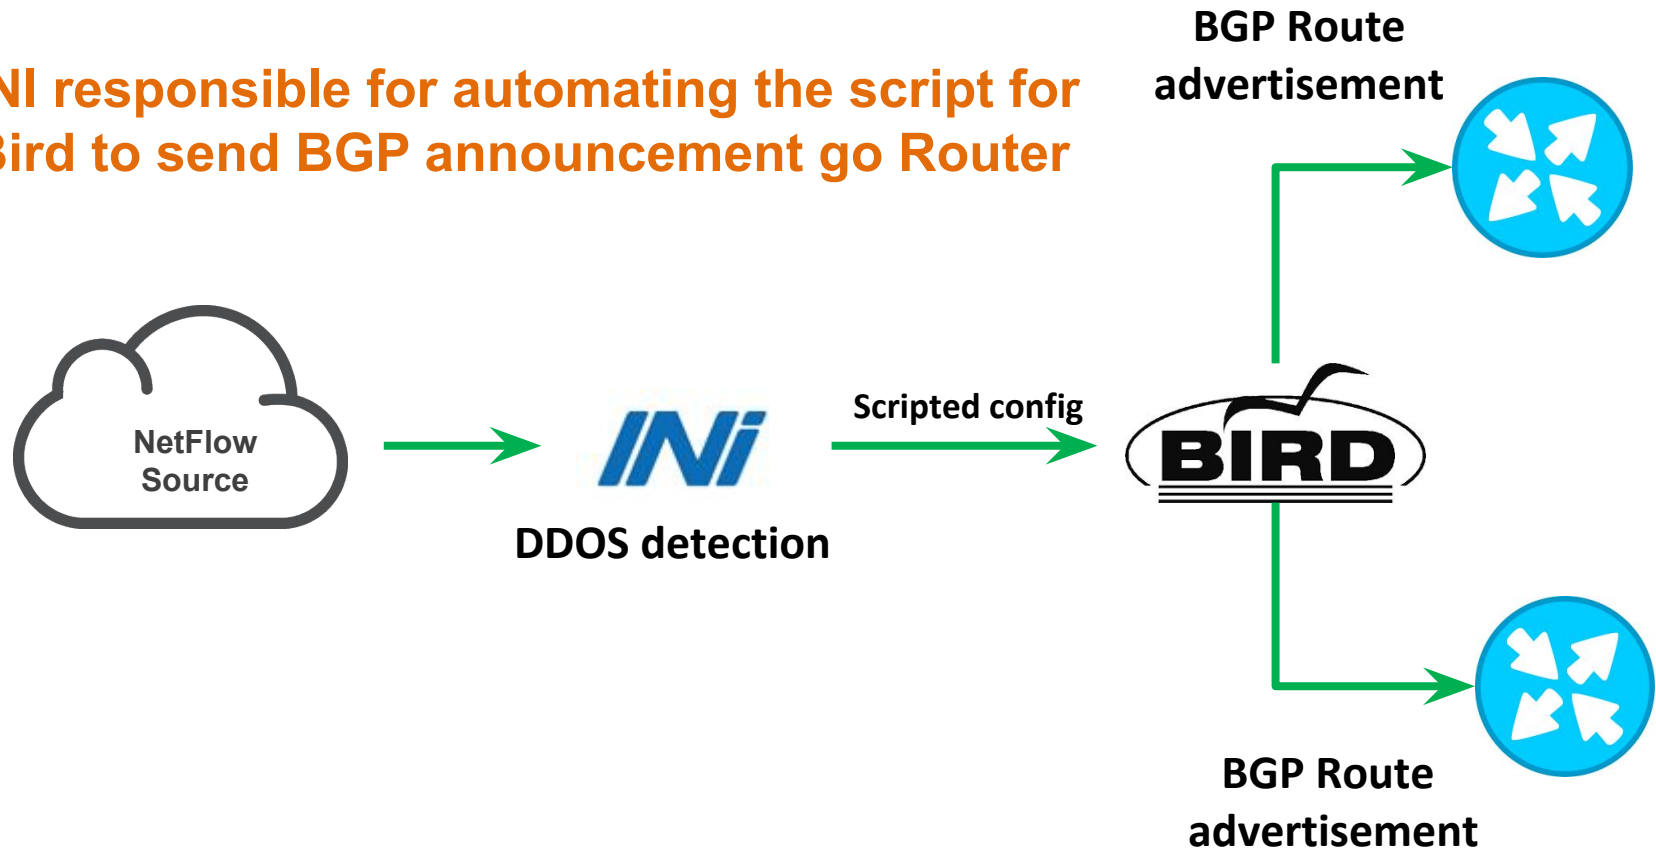 BGP Route
advertisement
NI responsible for automating the script for
Bird to send BGP announcement go Router
NetFlow
Source
INi
DDOS detection
Scripted config
BIRD
BGP Route
advertisement